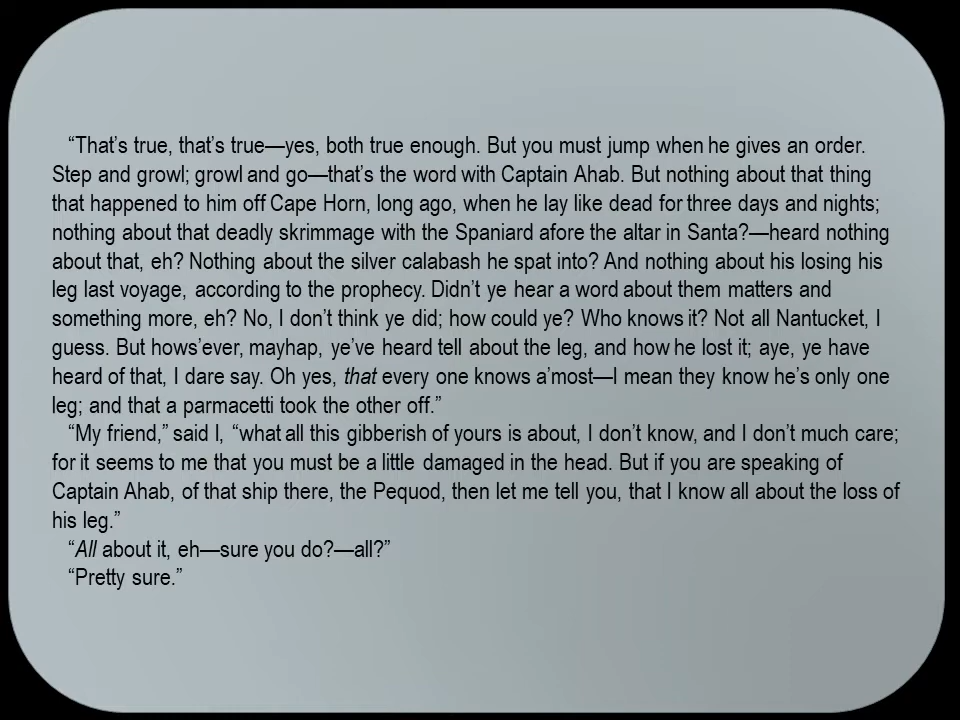 “That’s true, that’s true—yes, both true enough. But you must jump when he gives an order.
Step and growl; growl and go—that’s the word with Captain Ahab. But nothing about that thing
that happened to him off Cape Horn, long ago, when he lay like dead for three days and nights;
nothing about that deadly skrimmage with the Spaniard afore the altar in Santa?—heard nothing
about that, eh? Nothing about the silver calabash he spat into? And nothing about his losing his
leg last voyage, according to the prophecy. Didn’t ye hear a word about them matters and
something more, eh? No, I don’t think ye did; how could ye? Who knows it? Not all Nantucket, I
guess. But hows’ever, mayhap, ye’ve heard tell about the leg, and how he lost it; aye, ye have
heard of that, I dare say. Oh yes, that every one knows a’most—I mean they know he’s only one
leg; and that a parmacetti took the other off.”
“My friend,” said I, “what all this gibberish of yours is about, I don’t know, and I don’t much care;
for it seems to me that you must be a little damaged in the head. But if you are speaking of
Captain Ahab, of that ship there, the Pequod, then let me tell you, that I know all about the loss of
his leg.”
“All about it, eh—sure you do?—all?”
“Pretty sure.”